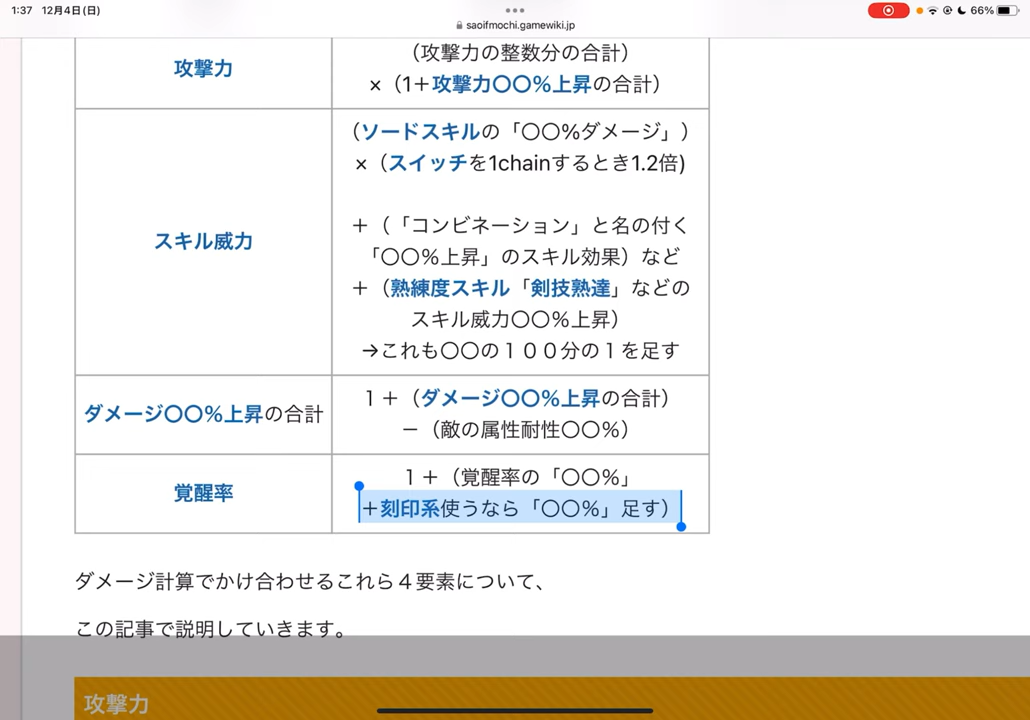 1:37 12月4日(日)
66%
saoifmochi.gamewiki.jp
攻撃力
（攻撃力の整数分の合計）
×（1＋攻撃力〇〇%上昇の合計）
スキル威力
（ソードスキルの「〇〇%ダメージ」）
×（スイッチを1chainするとき1.2倍)
＋（「コンビネーション」と名の付く
「〇〇%上昇」のスキル効果）など
＋（熟練度スキル「剣技熟達」などの
スキル威力〇〇%上昇）
→これも〇〇の１００分の１を足す
ダメージ〇〇%上昇の合計
１＋（ダメージ〇〇%上昇の合計）
－（敵の属性耐性〇〇%）
覚醒率
１＋（覚醒率の「〇〇%」
＋刻印系使うなら「〇〇%」足す）
ダメージ計算でかけ合わせるこれら４要素について、
この記事で説明していきます。
攻撃力